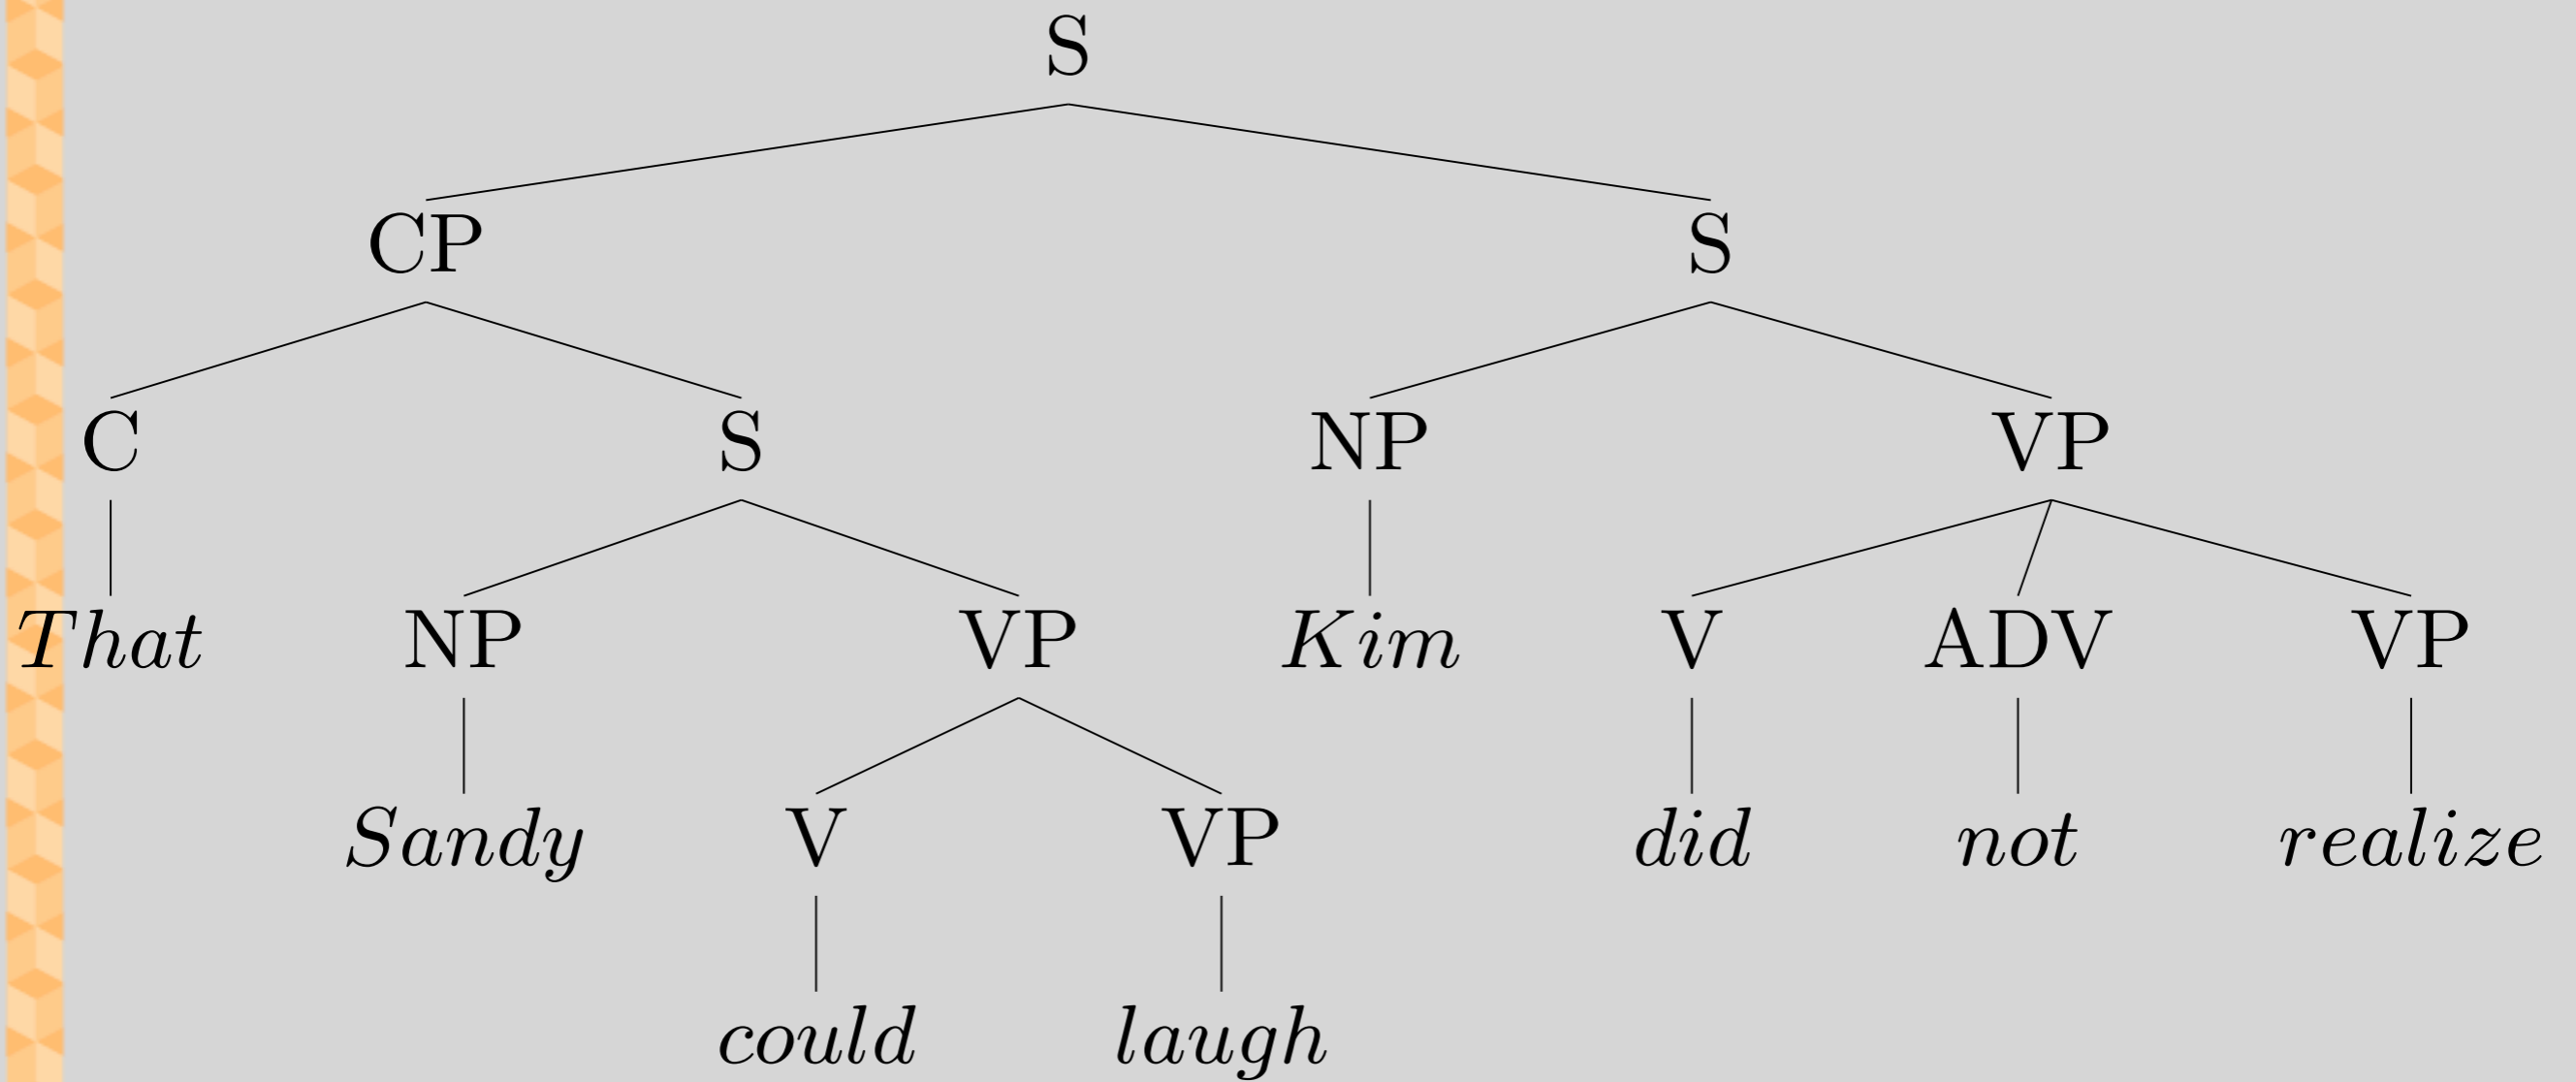 S
CP S
C S NP VP
That NP VP Kim V ADV VP
Sandy V VP did not realize
could laugh